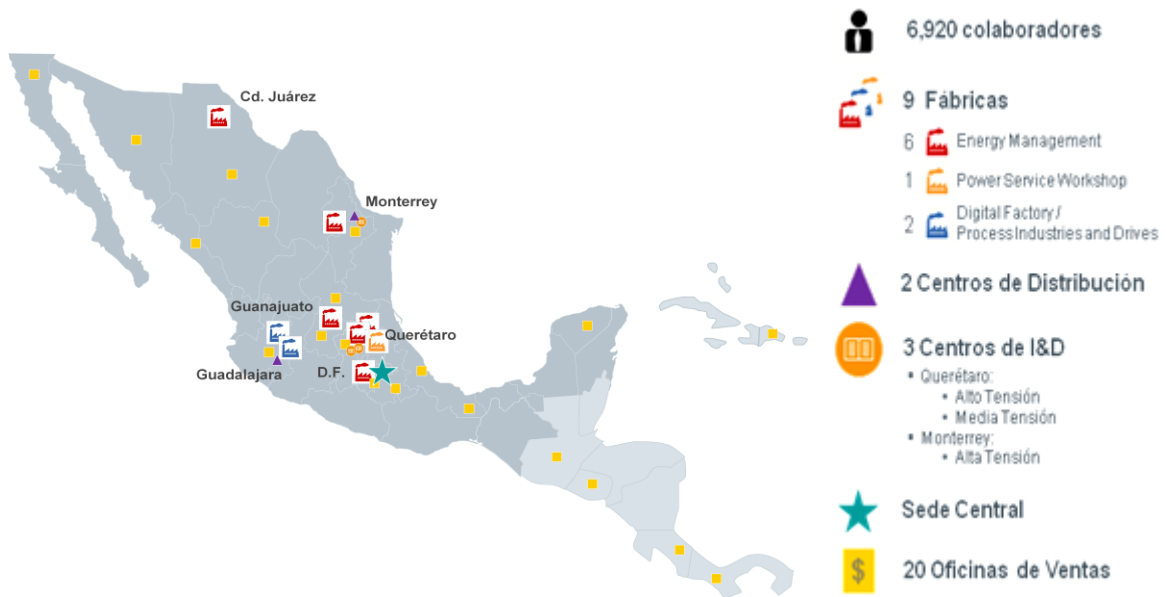 Cd. Juárez
Monterrey
Guanajuato
Querétaro
Guadalajara
D.F.
6,920 colaboradores
9 Fábricas
6 Energy Management
1 Power Service Workshop
2 Digital Factory /
Process Industries and Drives
2 Centros de Distribución
3 Centros de I&D
• Querétaro:
• Alto Tensión
• Media Tensión
• Monterrey:
• Alta Tensión
Sede Central
$ 20 Oficinas de Ventas